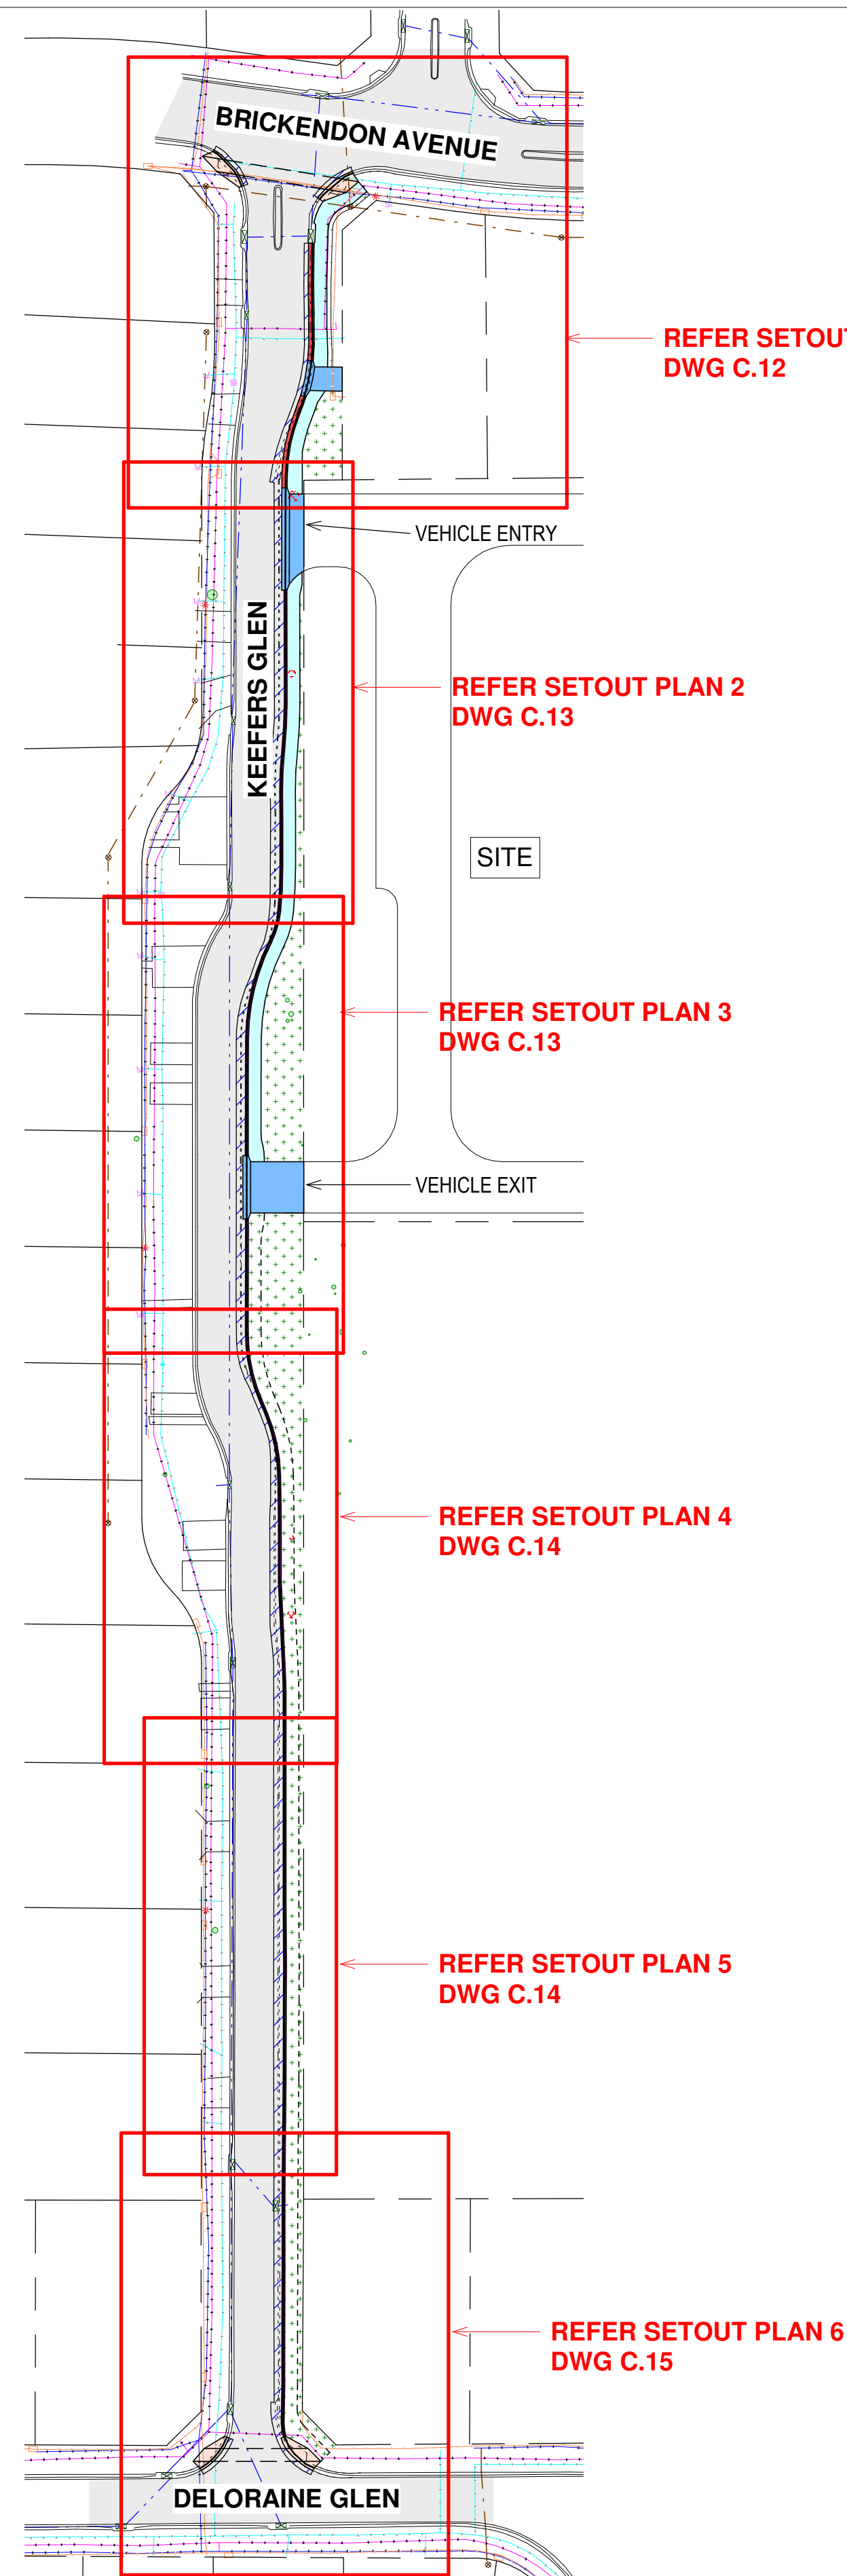 BRICKENDON AVENUE
REFER SETOUT
DWG C.12
VEHICLE ENTRY
KEEFERS GLEN
REFER SETOUT PLAN 2
DWG C.13
SITE
REFER SETOUT PLAN 3
DWG C.13
VEHICLE EXIT
REFER SETOUT PLAN 4
DWG C.14
REFER SETOUT PLAN 5
DWG C.14
REFER SETOUT PLAN 6
DWG C.15
DELORAINE GLEN